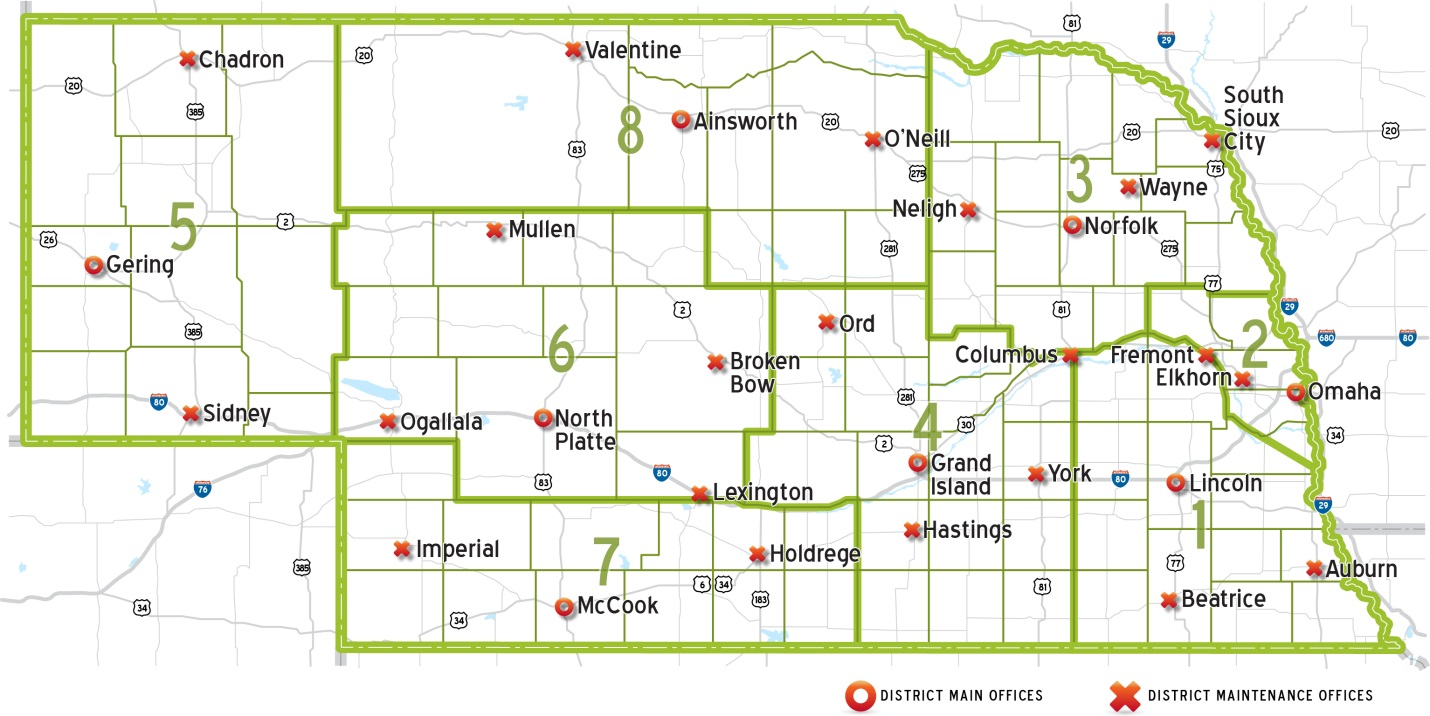 81
29
Chadron
20
Valentine
20
385
8
Ainsworth
20
O'Neill
South
Sioux
City
20
20
83
275
3
75
Wayne
5
2
Mullen
Neligh
Norfolk
26
Gering
281
275
77
385
2
81
29
6
Ord
2
680
80
Broken
Bow
Columbus
Fremont
Elkhorn
Omaha
80
Sidney
Ogallala
North
Platte
281
4
30
34
2
76
83
80
Lexington
Grand
Island
York
80
Lincoln
29
1
Imperial
7
Holdrege
Hastings
385
77
Auburn
34
34
McCook
6
34
183
81
Beatrice
DISTRICT MAIN OFFICES
DISTRICT MAINTENANCE OFFICES